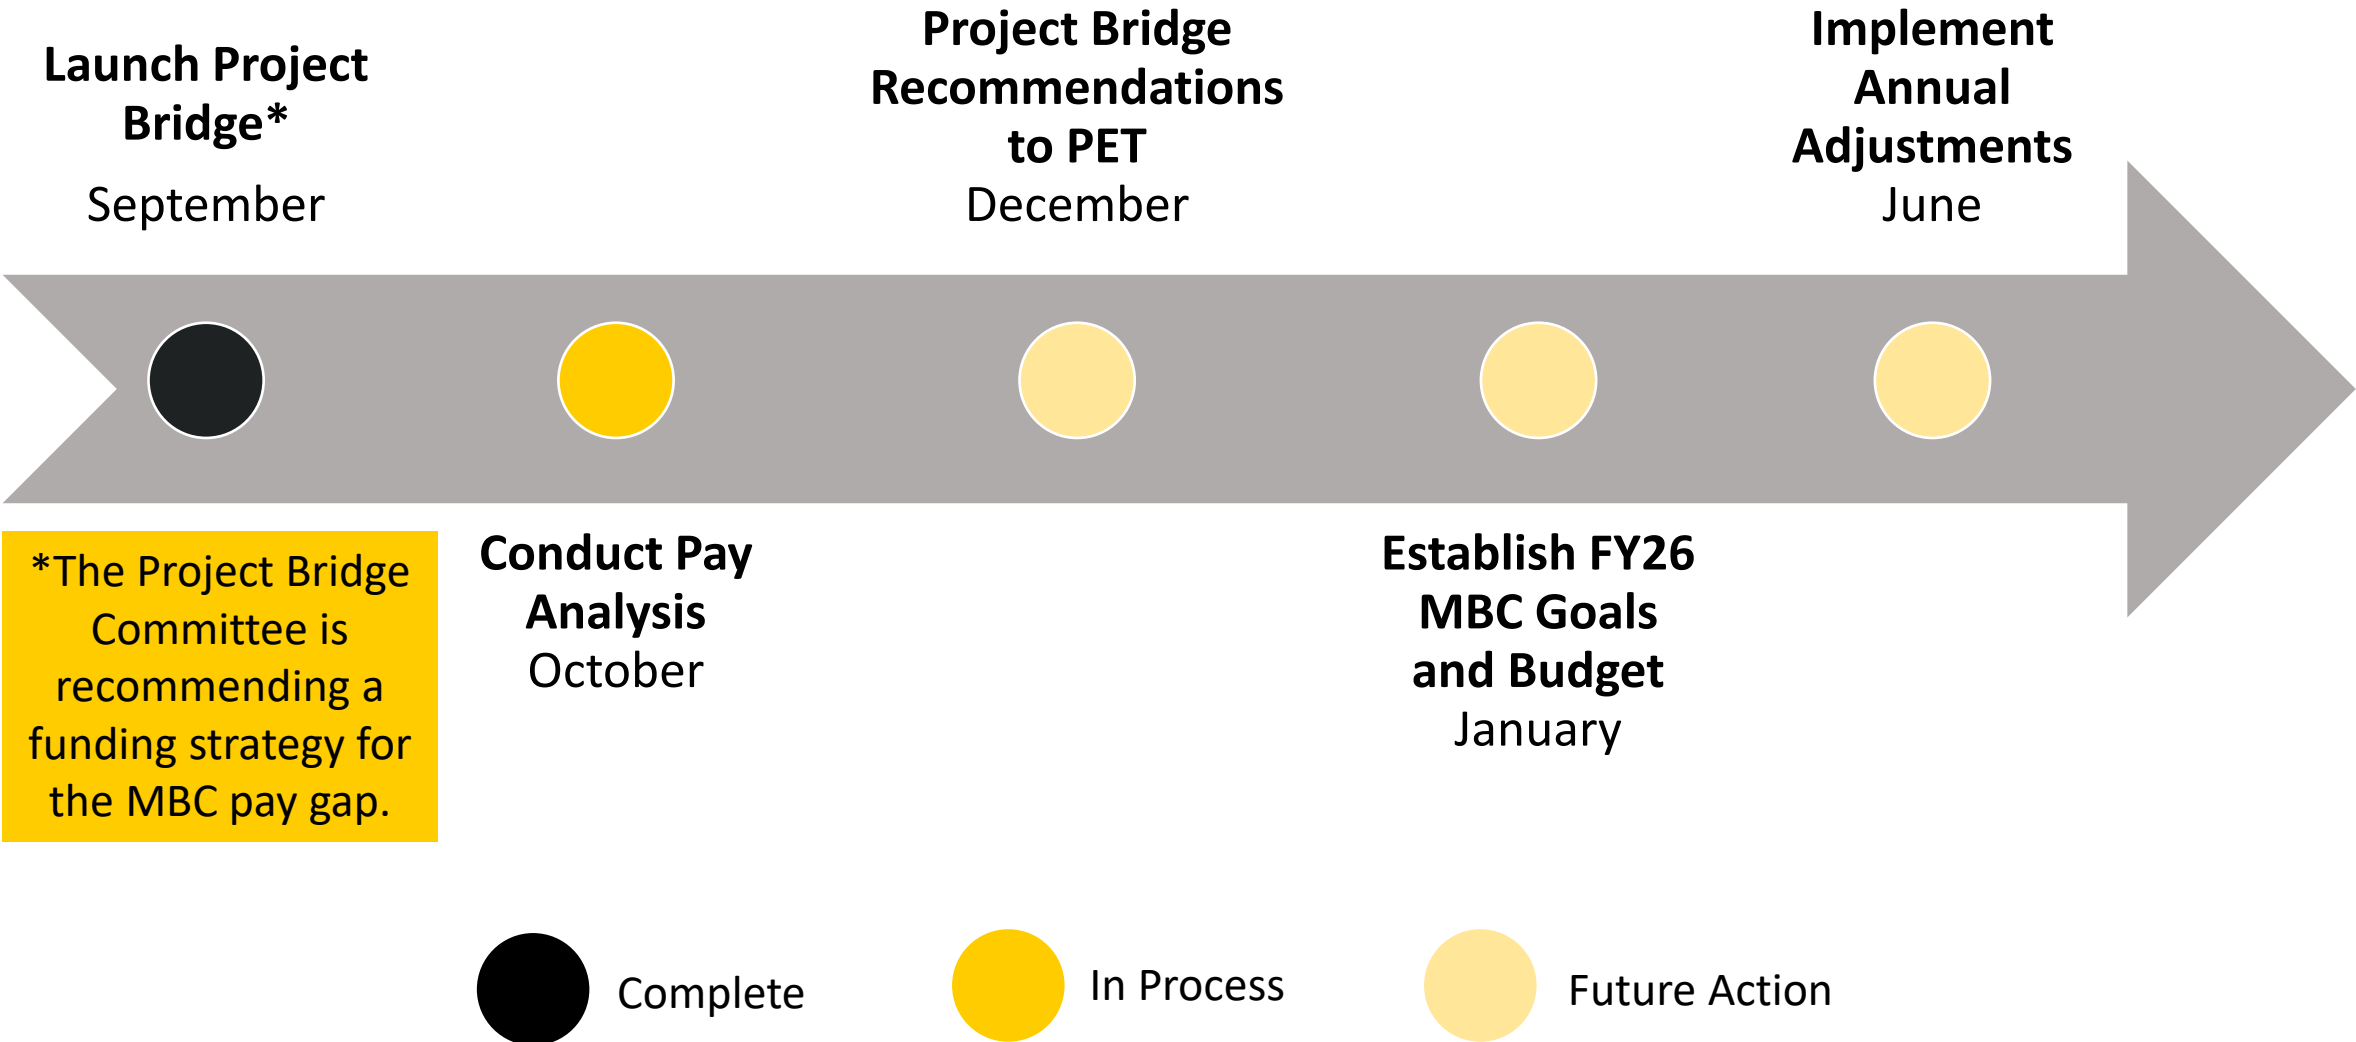 Launch Project
Bridge*
September
Project Bridge
Recommendations
to PET
December
Implement
Annual
Adjustments
June
*The Project Bridge
Committee is
recommending a
funding strategy for
the MBC pay gap.
Conduct Pay
Analysis
October
Establish FY26
MBC Goals
and Budget
January
Complete
In Process
Future Action